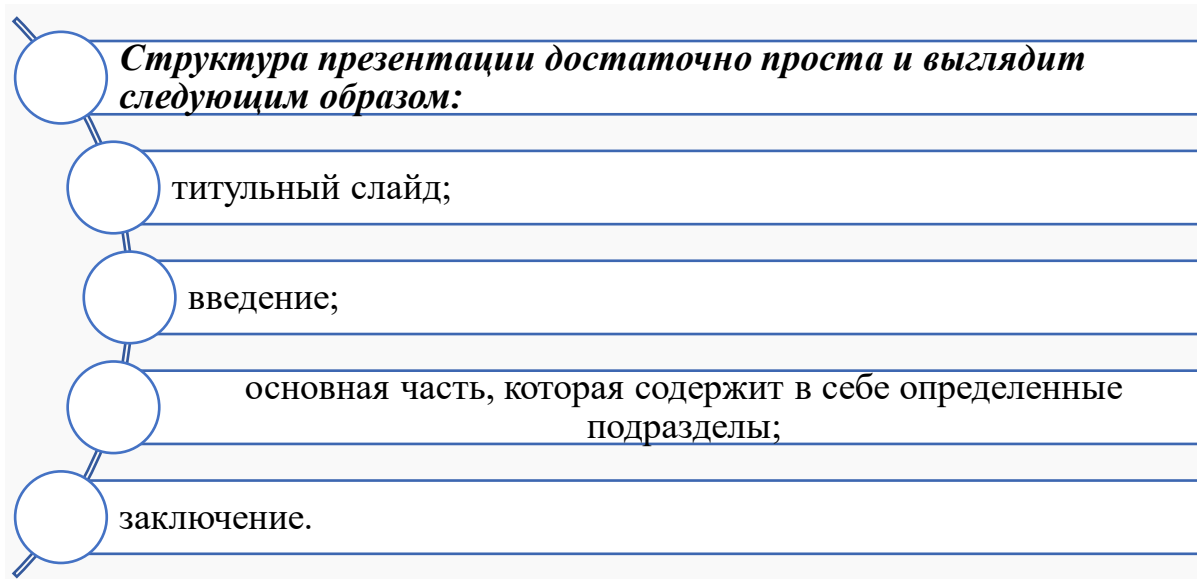 Структура презентации достаточно проста и выглядит
следующим образом:
титульный слайд;
введение;
основная часть, которая содержит в себе определенные
подразделы;
заключение.